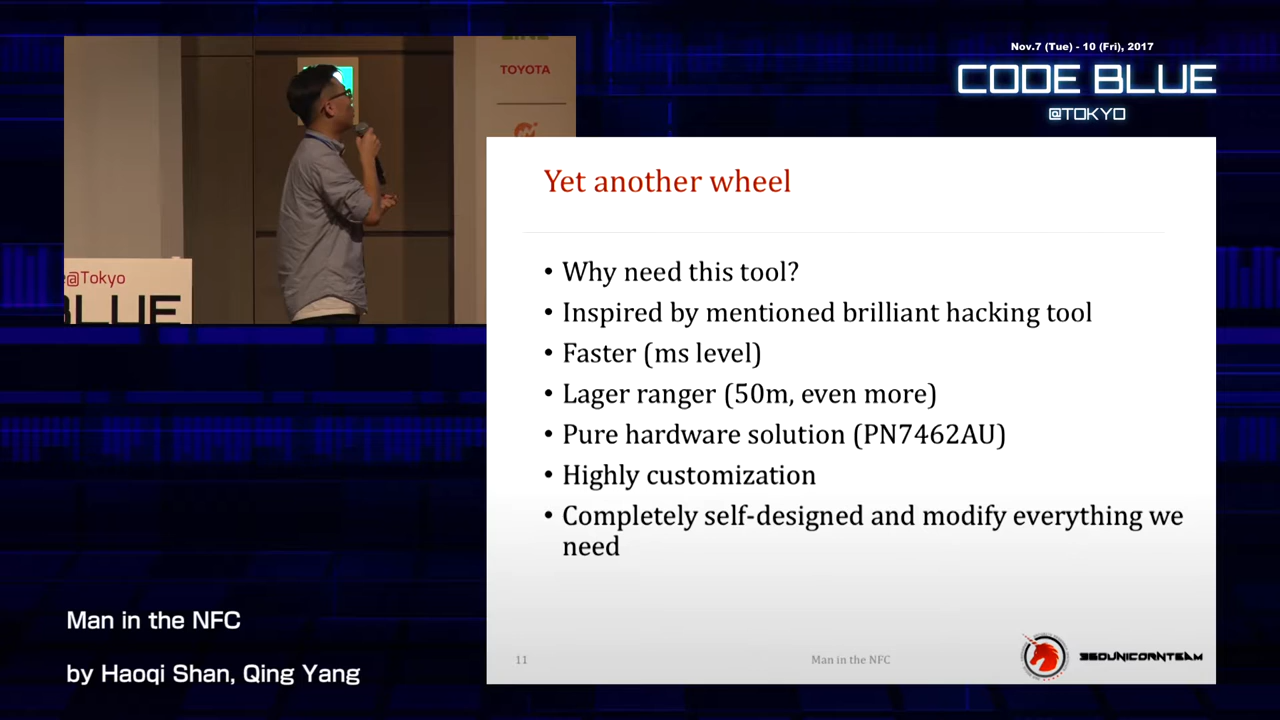 Nov.7 (Tue) - 10 (Fri), 2017
CODE BLUE
@TOKYO
TOYOTA
e@Tokyo
BLUE
Yet another wheel
• Why need this tool?
• Inspired by mentioned brilliant hacking tool
• Faster (ms level)
• Lager ranger (50m, even more)
• Pure hardware solution (PN7462AU)
• Highly customization
• Completely self-designed and modify everything we
need
11
Man in the NFC
360UNICORNTEAM
Man in the NFC
by Haoqi Shan, Qing Yang